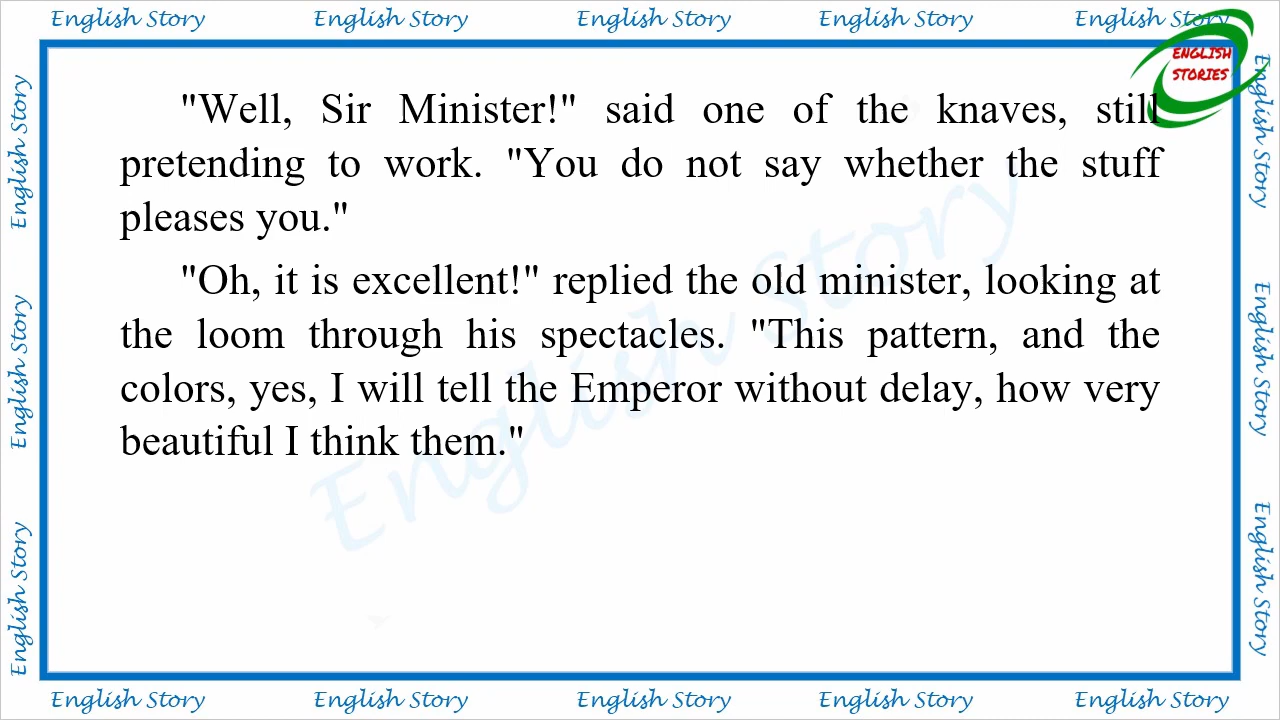 English Story English Story English Story English Story English Story
ENGLISH
STORIES
"Well, Sir Minister!" said one of the knaves, still
pretending to work. "You do not say whether the stuff
pleases you."
"Oh, it is excellent!" replied the old minister, looking at
the loom through his spectacles. "This pattern, and the
colors, yes, I will tell the Emperor without delay, how very
beautiful I think them."
English Story
English Story
English Story
English Story
English Story
English Story
English Story
English Story English Story English Story English Story English Story